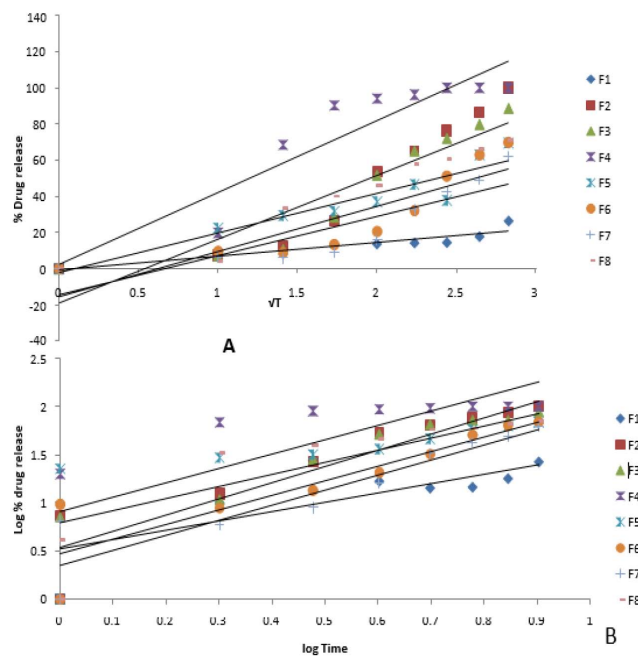 140
120
100
80
60
40
20
0
-20
-40
% Drug release
0 0.5 1 1.5 2 2.5 3
√T
F1
F2
F3
F4
F5
F6
F7
F8
A
2.5
2
1.5
1
0.5
0
Log % drug release
0 0.1 0.2 0.3 0.4 0.5 0.6 0.7 0.8 0.9 1
log Time
F1
F2
F3
F4
F5
F6
F7
F8
B